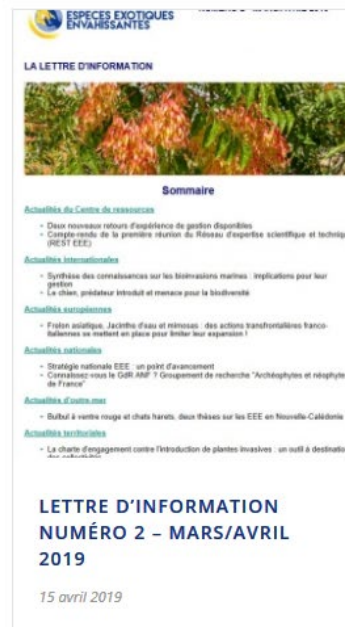 ESPECES EXOTIQUES
ENVAHISSANTES
LA LETTRE D'INFORMATION
Sommaire
Actualités du Centre de ressources
- Deux nouveaux retours d'expérience de gestion disponibles
- Compte-rendu de la première réunion du Réseau d'expertise scientifique et techniqu
(REST EEE)
Actualités internationales
- Synthèse des connaissances sur les bioinvasions marines : implications pour leur
gestion
- Le chien, prédateur introduit et menace pour la biodiversité
Actualités européennes
- Frelon asiatique, Jacinthe d'eau et mimosas : des actions transfrontalières franco-
italiennes se mettent en place pour limiter leur expansion !
Actualités nationales
- Stratégie nationale EEE : un point d'avancement
- Connaissez-vous le GdR ANF ? Groupement de recherche "Archéophytes et néophyte
de France"
Actualités d'outre-mer
- Bulbul à ventre rouge et chats harets, deux thèses sur les EEE en Nouvelle-Calédonie
Actualités territoriales
- La charte d'engagement contre l'introduction de plantes invasives : un outil à destinatio
des collectivités
LETTRE D'INFORMATION
NUMÉRO 2 – MARS/AVRIL
2019
15 avril 2019